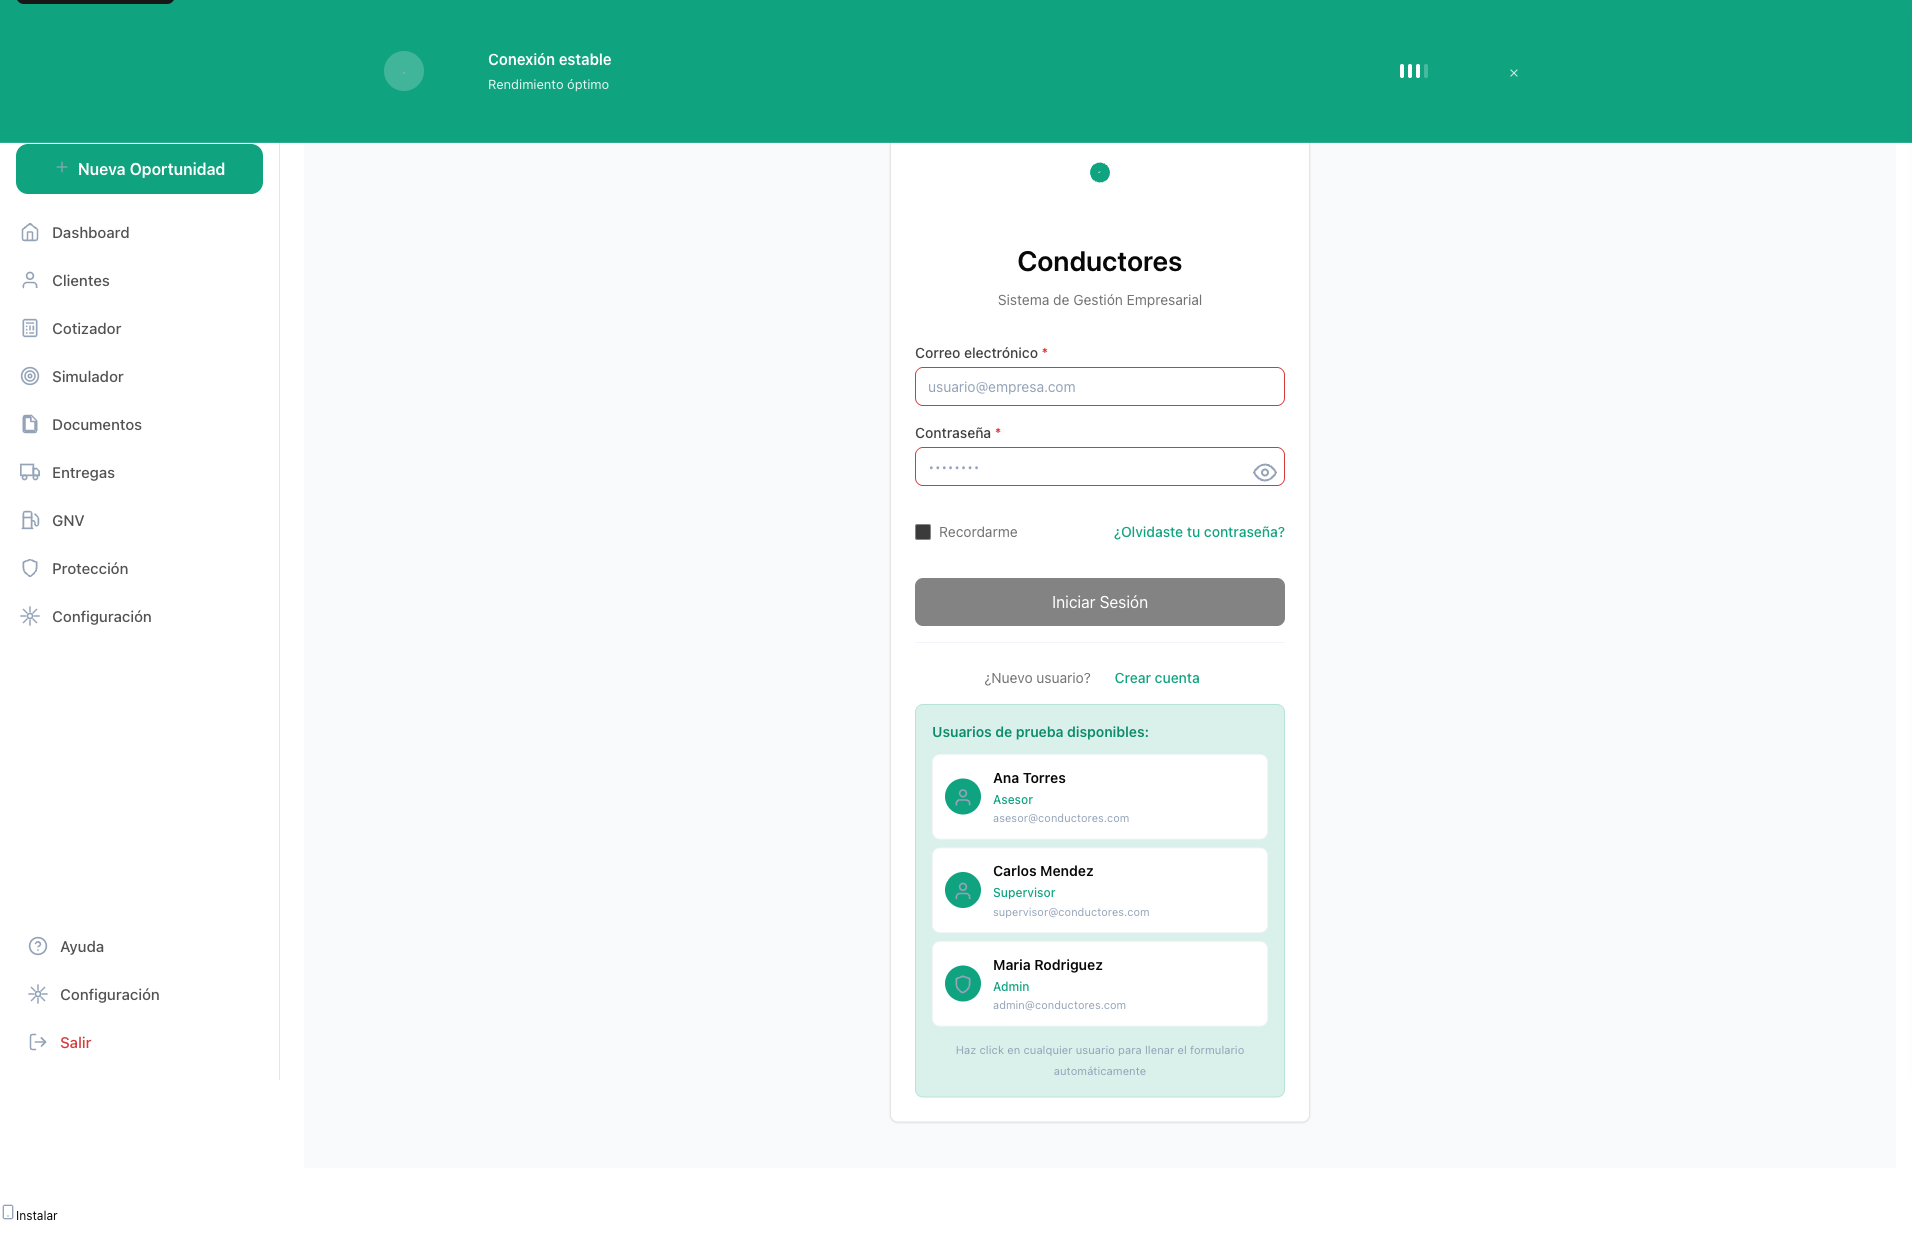 Conexión estable
Rendimiento óptimo
×
+ Nueva Oportunidad
Dashboard
Clientes
Cotizador
Simulador
Documentos
Entregas
GNV
Protección
Configuración
Ayuda
Configuración
Salir
Conductores
Sistema de Gestión Empresarial
Correo electrónico *
usuario@empresa.com
Contraseña *
••••••••
Recordarme
¿Olvidaste tu contraseña?
Iniciar Sesión
¿Nuevo usuario? Crear cuenta
Usuarios de prueba disponibles:
Ana Torres
Asesor
asesor@conductores.com
Carlos Mendez
Supervisor
supervisor@conductores.com
Maria Rodriguez
Admin
admin@conductores.com
Haz click en cualquier usuario para llenar el formulario
automáticamente
Instalar